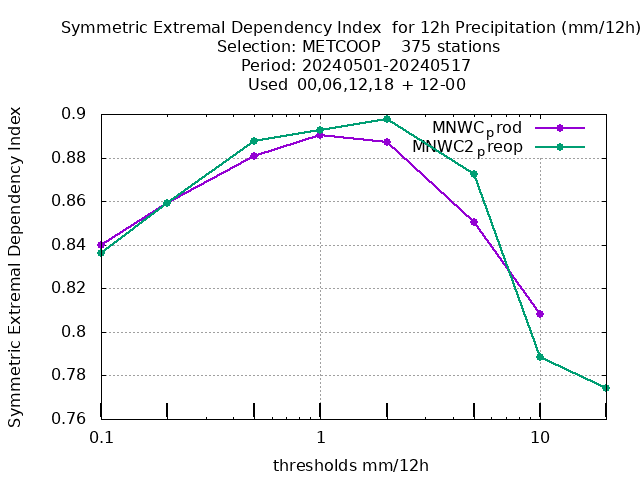 Symmetric Extremal Dependency Index  for 12h Precipitation (mm/12h)
Selection: METCOOP    375 stations
Period: 20240501-20240517
Used  00,06,12,18 + 12-00
Symmetric Extremal Dependency Index
0.9
0.88
0.86
0.84
0.82
0.8
0.78
0.76
MNWCprod
MNWC2preop
0.1
1
10
thresholds mm/12h